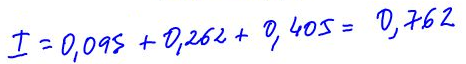 I = 0,095 + 0,262 + 0,405 = 0,762